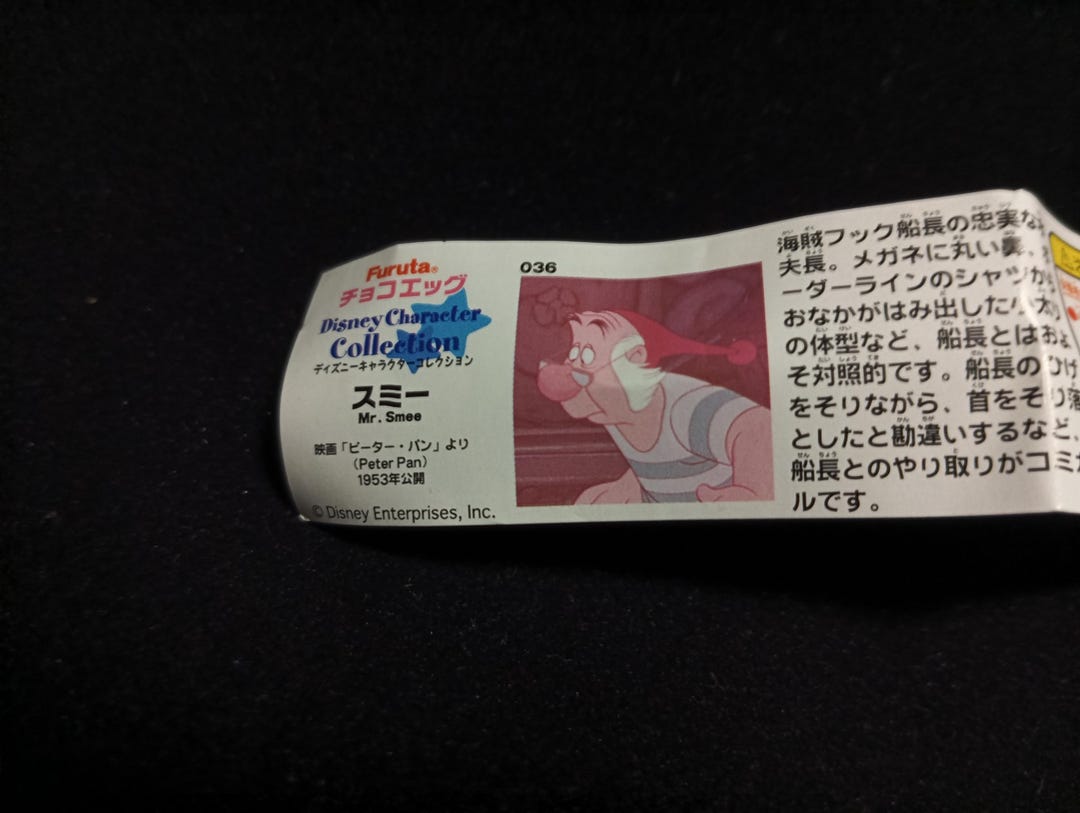 Furuta®
チョコエッグ
Disney Character
Collection
ディズニーキャラクターコレクション
スミー
Mr. Smee
映画「ピーター・パン」より
(Peter Pan)
1953年公開
© Disney Enterprises, Inc.
036
海賊フック船長の忠実な
夫長。メガネに丸い鼻、
ーダーラインのシャツか
おなかがはみ出した小太り
の体型など、船長とはおよ
そ対照的です。船長のひげ
をそりながら、首をそり落
としたと勘違いするなど、
船長とのやり取りがコミカ
ルです。